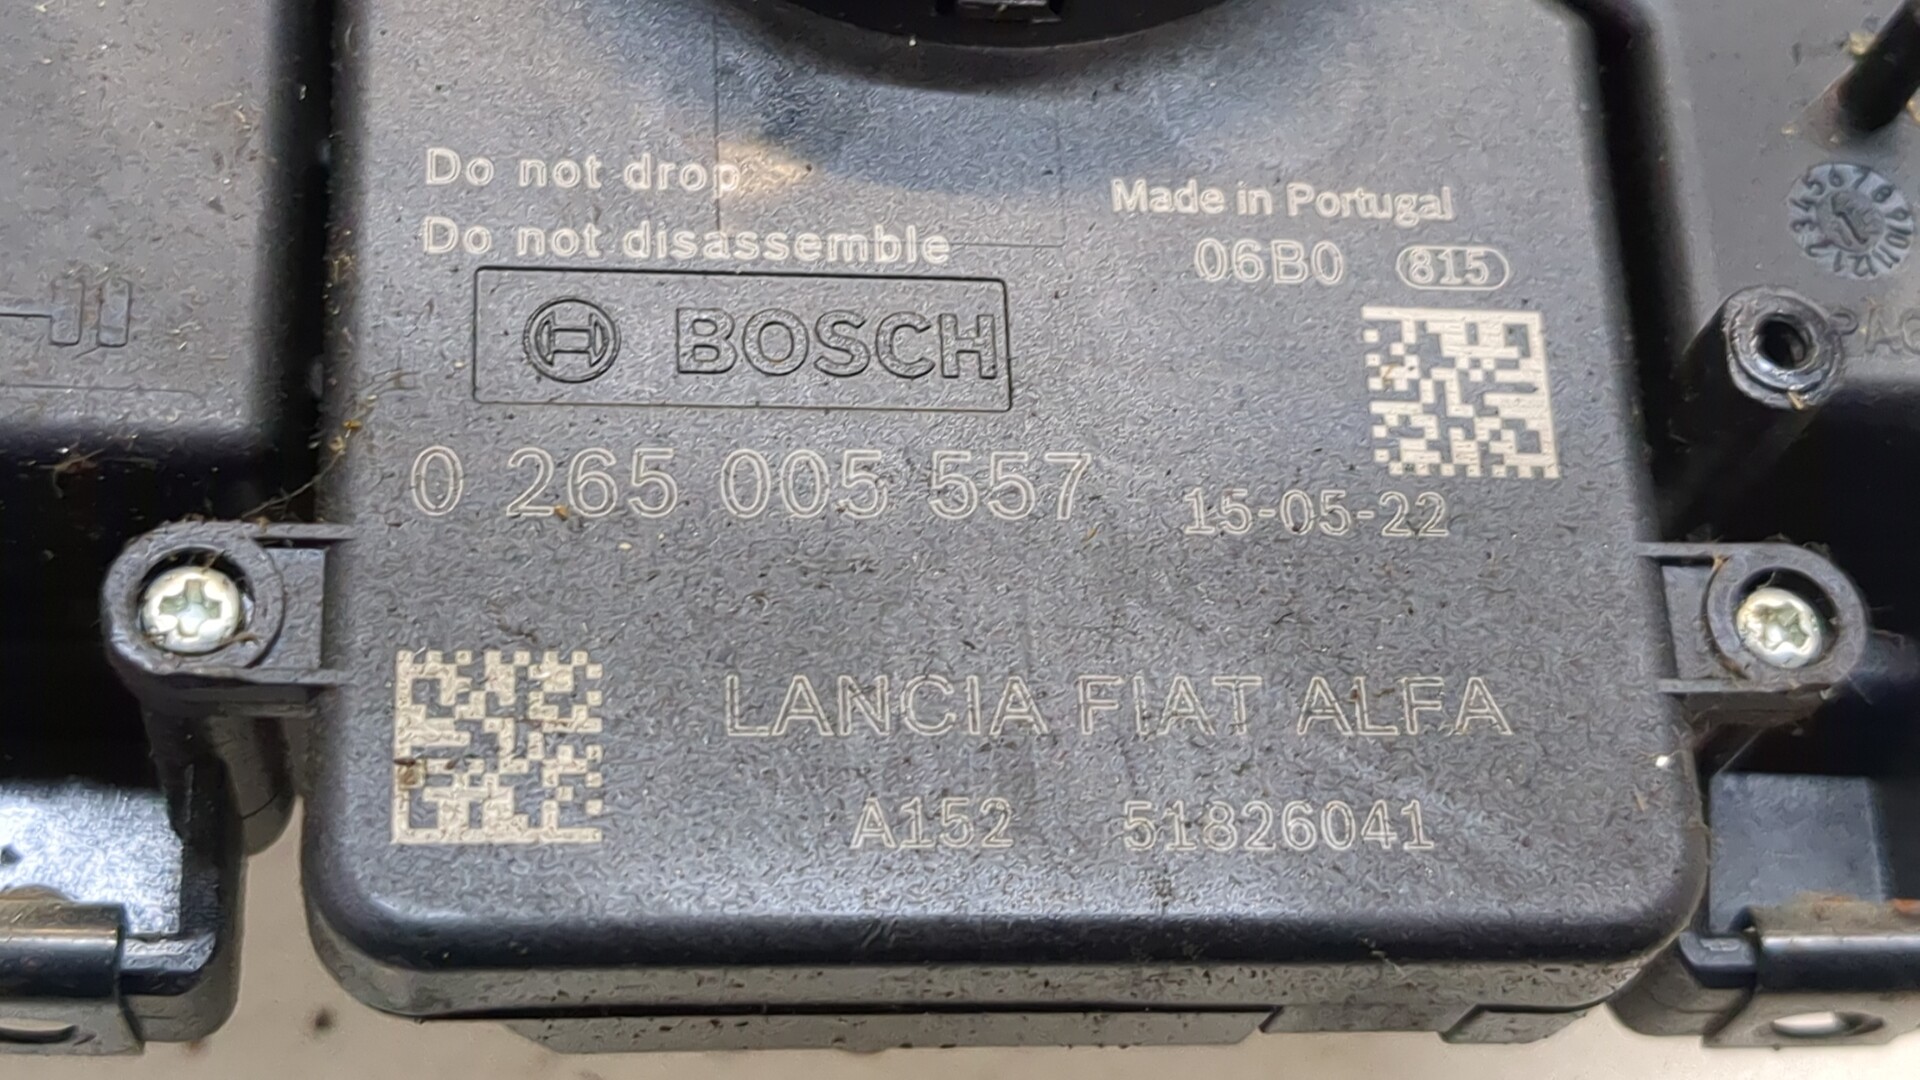 Do not drop
Do not disassemble
Made in Portugal
06B0 815
BOSCH
0 265 005 557
15-05-22
LANCIA FIAT ALFA
A152 51826041